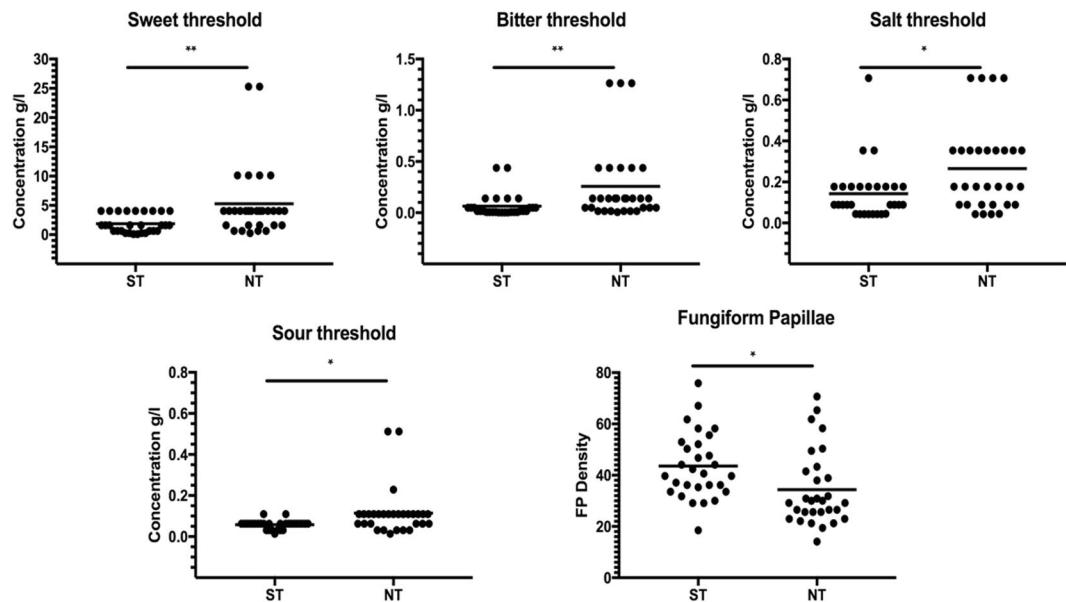 Sweet threshold
**
Concentration g/l
30
25
20
15
10
5
0
ST
NT
Bitter threshold
**
Concentration g/l
1.5
1.0
0.5
0.0
ST
NT
Salt threshold
*
Concentration g/l
0.8
0.6
0.4
0.2
0.0
ST
NT
Sour threshold
*
Concentration g/l
0.8
0.6
0.4
0.2
0.0
ST
NT
Fungiform Papillae
*
FP Density
80
60
40
20
0
ST
NT